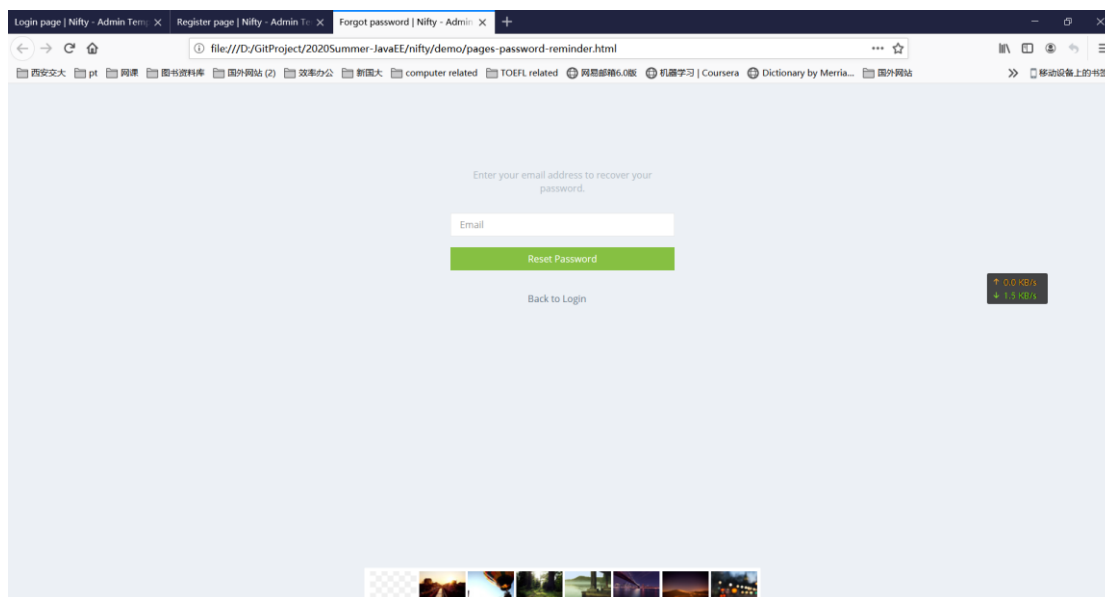 Login page | Nifty - Admin Tem
Register page | Nifty - Admin Te
Forgot password | Nifty - Admin
file:///D:/GitProject/2020Summer-JavaEE/nifty/demo/pages-password-reminder.html
西安交大 pt 网课 图书资料库 国外网站 (2) 效率办公 新国大 computer related TOEFL related 网易邮箱6.0版 机器学习 | Coursera Dictionary by Merria... 国外网站 移动设备上的书签
Enter your email address to recover your
password.
Email
Reset Password
Back to Login
↑ 0.0 KB/s
↓ 1.5 KB/s